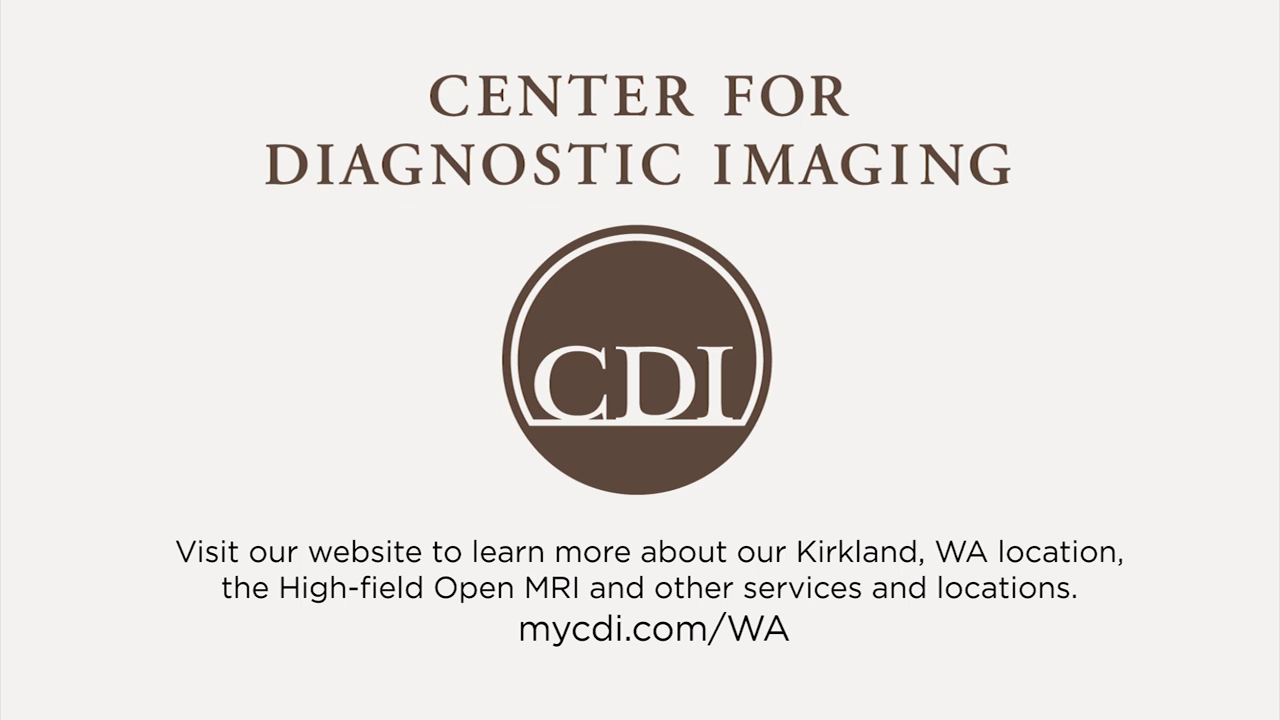 CENTER FOR
DIAGNOSTIC IMAGING
CDI
Visit our website to learn more about our Kirkland, WA location,
the High-field Open MRI and other services and locations.
mycdi.com/WA